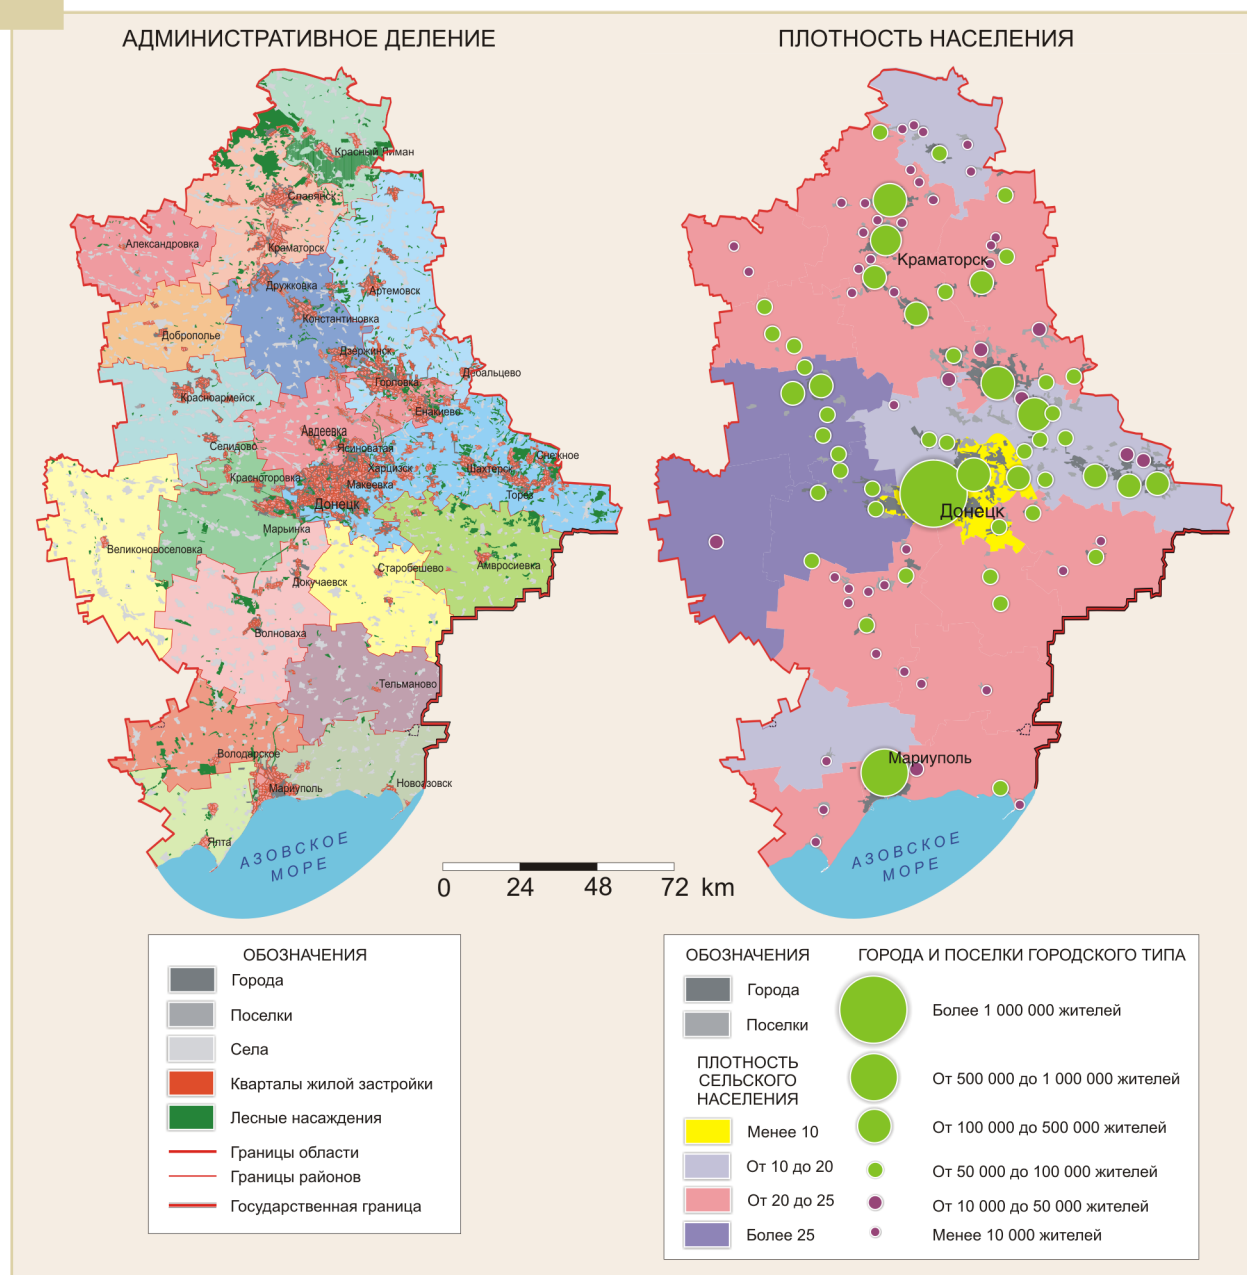 АДМИНИСТРАТИВНОЕ ДЕЛЕНИЕ
Красный Лиман
Славянск
Александровка
Краматорск
Дружковка
Артемовск
Константиновка
Доброполье
Дзержинск
Дебальцево
Горловка
Красноармейск
Енакиево
Авдеевка
Селидово
Ясиноватая
Снежное
Харцизск
Шахтерск
Красногоровка
Макеевка
Торез
Донецк
Марьинка
Великоновоселовка
Старобешево
Амвросиевка
Докучаевск
Волноваха
Тельманово
Володарское
Мариуполь
Новоазовск
Ялта
АЗОВСКОЕ
МОРЕ
0 24 48 72 km
ПЛОТНОСТЬ НАСЕЛЕНИЯ
Краматорск
Донецк
Мариуполь
АЗОВСКОЕ
МОРЕ
ОБОЗНАЧЕНИЯ
Города
Поселки
Села
Кварталы жилой застройки
Лесные насаждения
Границы области
Границы районов
Государственная граница
ОБОЗНАЧЕНИЯ
Города
Поселки
ПЛОТНОСТЬ
СЕЛЬСКОГО
НАСЕЛЕНИЯ
Менее 10
От 10 до 20
От 20 до 25
Более 25
ГОРОДА И ПОСЕЛКИ ГОРОДСКОГО ТИПА
Более 1 000 000 жителей
От 500 000 до 1 000 000 жителей
От 100 000 до 500 000 жителей
От 50 000 до 100 000 жителей
От 10 000 до 50 000 жителей
Менее 10 000 жителей